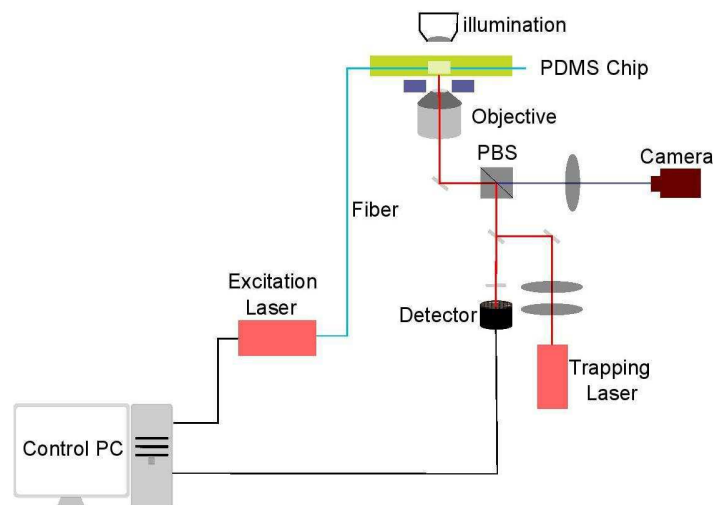 illumination
PDMS Chip
Objective
PBS
Camera
Fiber
Excitation
Laser
Detector
Trapping
Laser
Control PC